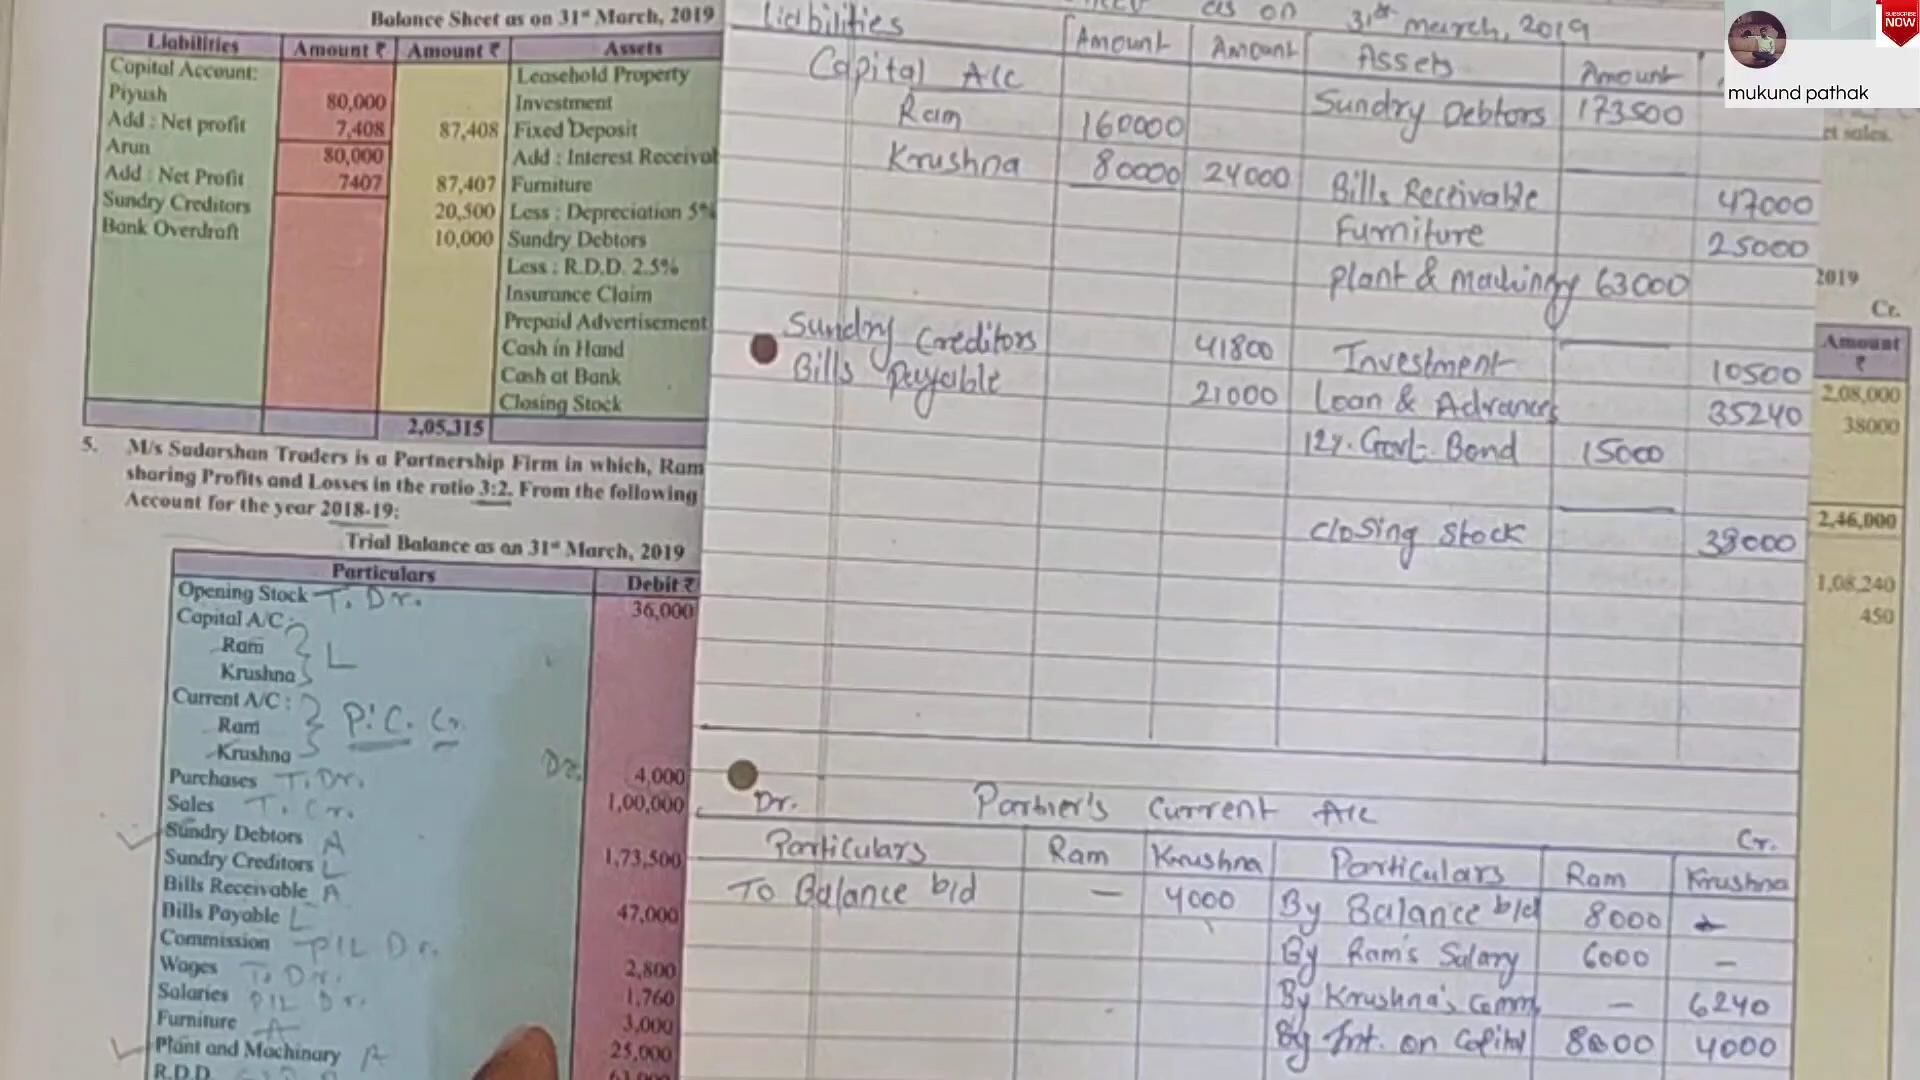 Balance Sheet as on 31st March, 2019
Liabilities Amount ₹ Amount ₹ Assets
Capital Account: Leasehold Property
Piyush 80,000 Investment
Add : Net profit 7,408 87,408 Fixed Deposit
Arun 80,000 Add : Interest Receivab
Add : Net Profit 7407 87,407 Furniture
Sundry Creditors 20,500 Less : Depreciation 5%
Bank Overdraft 10,000 Sundry Debtors
Less : R.D.D. 2.5%
Insurance Claim
Prepaid Advertisement
Cash in Hand
Cash at Bank
Closing Stock
2,05,315
5. M/s Sudarshan Traders is a Partnership Firm in which, Ram
sharing Profits and Losses in the ratio 3:2. From the following
Account for the year 2018-19:
Trial Balance as an 31st March, 2019
Particulars Debit ₹
Opening Stock T. Dr. 36,000
Capital A/C :
Ram L
Krushna
Current A/C :
Ram P.C. Cr.
Krushna Dr. 4,000
Purchases T. Dr. 1,00,000
Sales T. Cr.
Sundry Debtors A 1,73,500
Sundry Creditors L
Bills Receivable A 47,000
Bills Payable L
Commission P/L Dr. 2,800
Wages T. Dr. 1,760
Salaries P/L Dr. 3,000
Furniture A 25,000
Plant and Machinary A 63,000
R.D.D.
as on 31st march, 2019
Liabilities Amount Amount Assets Amount
Capital A/c Sundry Debtors 173500
Ram 160000
Krushna 80000 24000 Bills Receivable 47000
Furniture 25000
plant & machinery 63000
Sundry Creditors 41800 Investment 10500
Bills Payable 21000 Loan & Advances 35240
12%. Govt. Bond 15000
closing Stock 38000
Dr. Partner's Current A/c Cr.
Particulars Ram Krushna Particulars Ram Krushna
To Balance b/d — 4000 By Balance b/d 8000 —
By Ram's Salary 6000 —
By Krushna's Comm. — 6240
By Int. on Capital 8000 4000
mukund pathak
SUBSCRIBE
NOW
et sales.
2019
Cr.
Amount
₹
2,08,000
38000
2,46,000
1,08,240
450